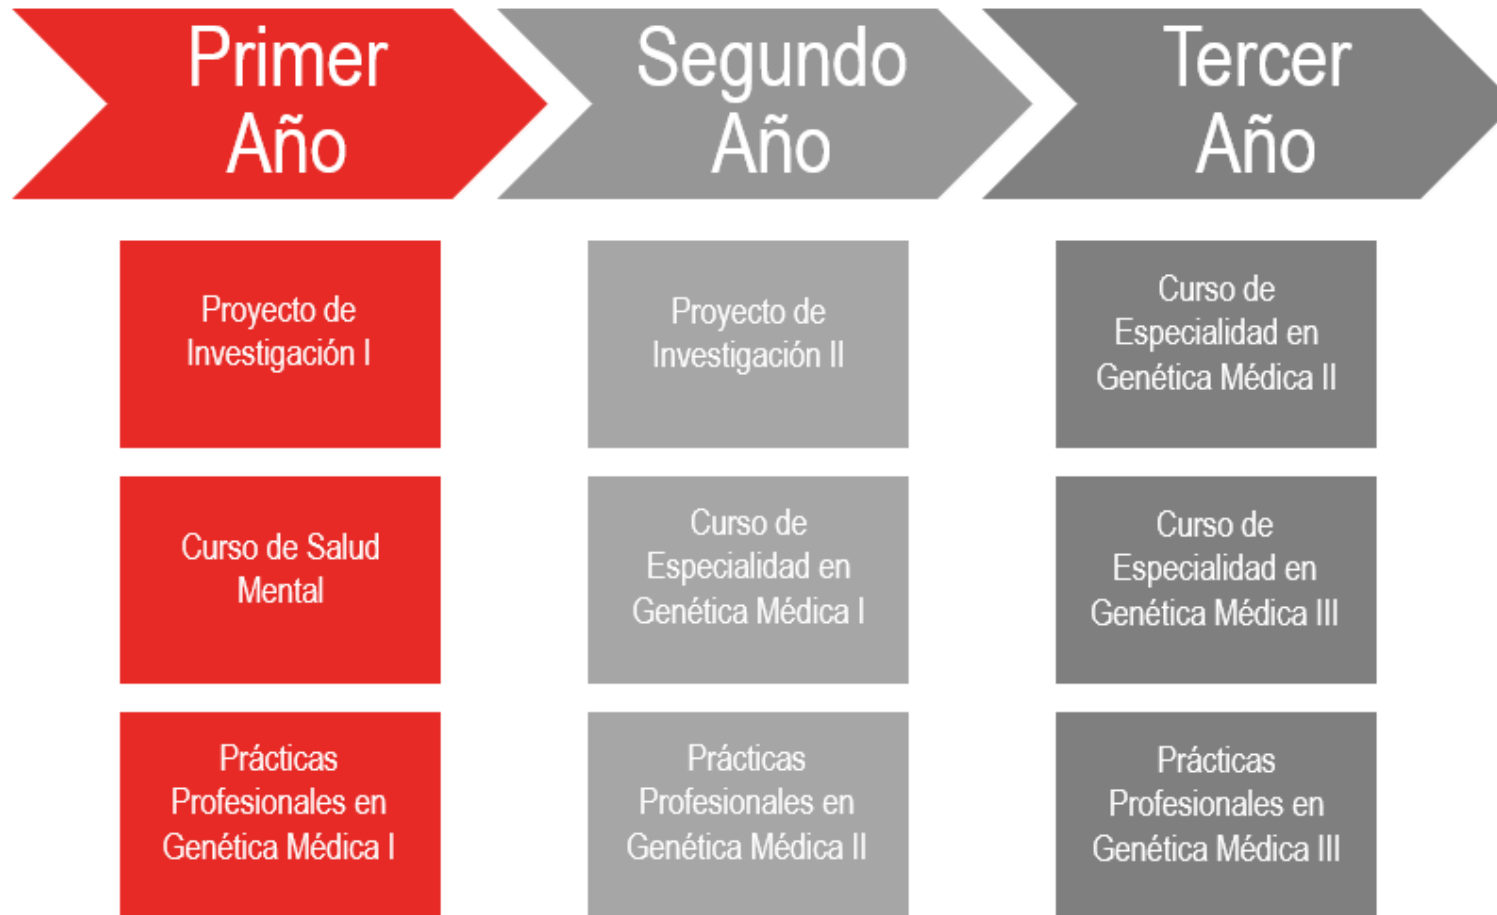 Primer
Año
Segundo
Año
Tercer
Año
Proyecto de
Investigación I
Proyecto de
Investigación II
Curso de
Especialidad en
Genética Médica II
Curso de Salud
Mental
Curso de
Especialidad en
Genética Médica I
Curso de
Especialidad en
Genética Médica III
Prácticas
Profesionales en
Genética Médica I
Prácticas
Profesionales en
Genética Médica II
Prácticas
Profesionales en
Genética Médica III